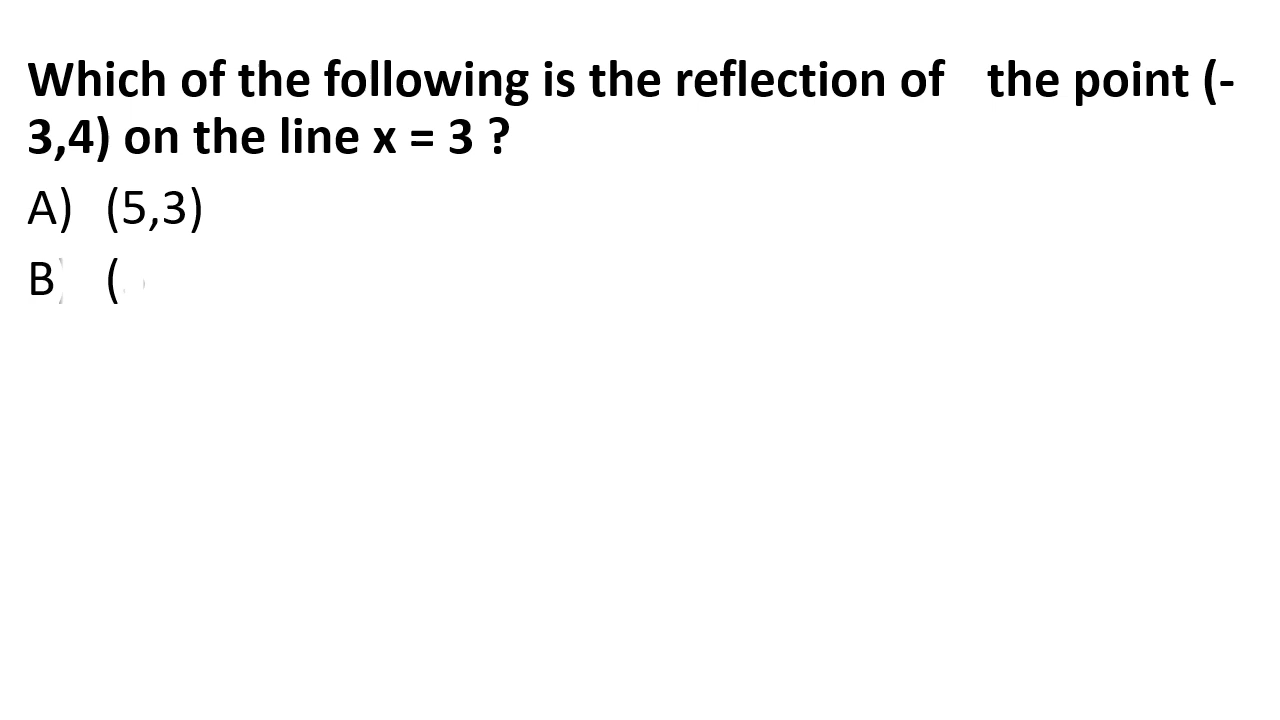 Which of the following is the reflection of the point (-
3,4) on the line x = 3 ?
A) (5,3)
B) (